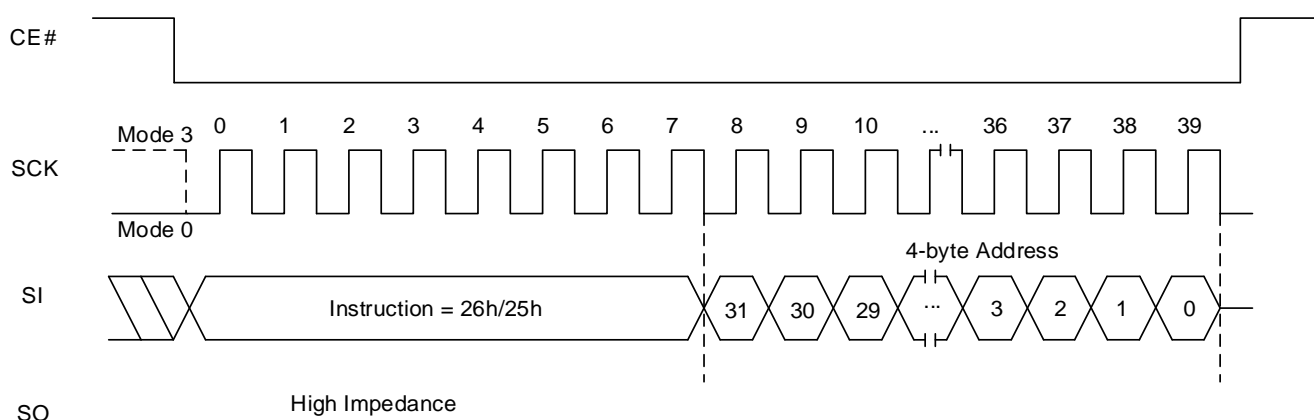 CE#
0 1 2 3 4 5 6 7 8 9 10 ... 36 37 38 39
Mode 3
SCK
Mode 0
4-byte Address
SI
Instruction = 26h/25h 31 30 29 ... 3 2 1 0
High Impedance
SO